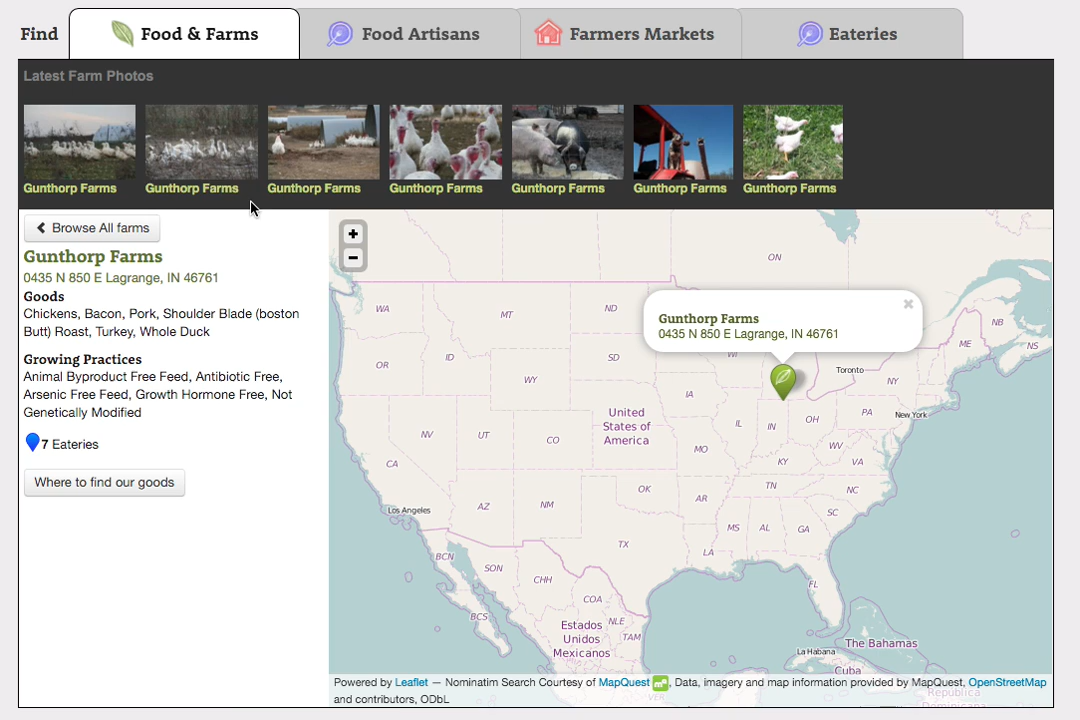 Find
Food & Farms
Food Artisans
Farmers Markets
Eateries
Latest Farm Photos
Gunthorp Farms
Gunthorp Farms
Gunthorp Farms
Gunthorp Farms
Gunthorp Farms
Gunthorp Farms
Gunthorp Farms
Browse All farms
Gunthorp Farms
0435 N 850 E Lagrange, IN 46761
Goods
Chickens, Bacon, Pork, Shoulder Blade (boston
Butt) Roast, Turkey, Whole Duck
Growing Practices
Animal Byproduct Free Feed, Antibiotic Free,
Arsenic Free Feed, Growth Hormone Free, Not
Genetically Modified
7 Eateries
Where to find our goods
+
−
ON
Gunthorp Farms
0435 N 850 E Lagrange, IN 46761
WA
MT
ND
NB
ME
NS
OR
ID
SD
WI
Toronto
WY
NY
IA
New York
United
States of
America
IL
IN
OH
PA
NV
UT
CO
MO
WV
KY
VA
CA
TN
NC
OK
AR
AZ
NM
SC
Los Angeles
MS
AL
GA
TX
LA
BCN
SON
CHH
FL
COA
BCS
NLE
Estados
Unidos
Mexicanos
TAM
The Bahamas
La Habana
Cuba
Powered by Leaflet — Nominatim Search Courtesy of MapQuest , Data, imagery and map information provided by MapQuest, OpenStreetMap
and contributors, ODbL
VER
República
Dominicana